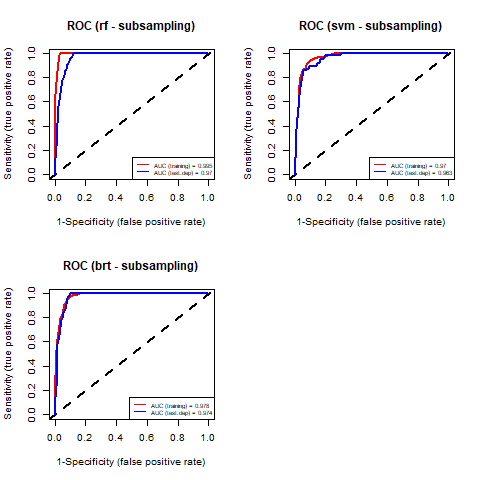 ROC (rf - subsampling)
Sensitivity (true positive rate)
0.0 0.2 0.4 0.6 0.8 1.0
AUC (training) = 0.995
AUC (test.dep) = 0.97
0.0 0.2 0.4 0.6 0.8 1.0
1-Specificity (false positive rate)
ROC (svm - subsampling)
Sensitivity (true positive rate)
0.0 0.2 0.4 0.6 0.8 1.0
AUC (training) = 0.97
AUC (test.dep) = 0.963
0.0 0.2 0.4 0.6 0.8 1.0
1-Specificity (false positive rate)
ROC (brt - subsampling)
Sensitivity (true positive rate)
0.0 0.2 0.4 0.6 0.8 1.0
AUC (training) = 0.978
AUC (test.dep) = 0.974
0.0 0.2 0.4 0.6 0.8 1.0
1-Specificity (false positive rate)